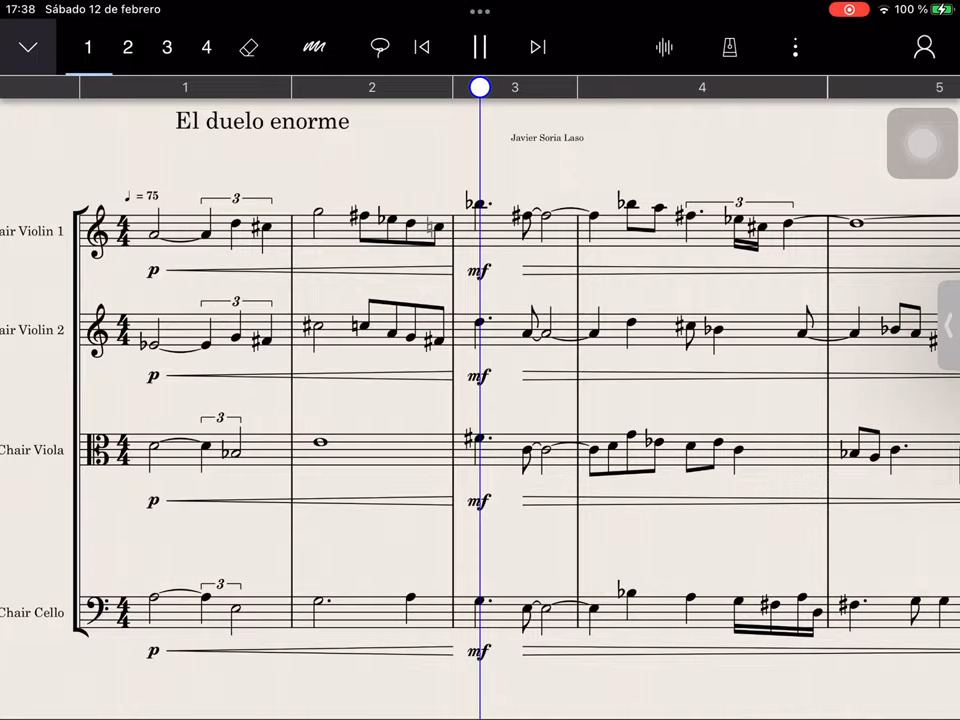 17:38 Sábado 12 de febrero
100 %
1 2 3 4
1 2 3 4 5
El duelo enorme
Javier Soria Laso
= 75
3 3
air Violin 1
p mf
3
air Violin 2
p mf
3
Chair Viola
p mf
3
Chair Cello
p mf